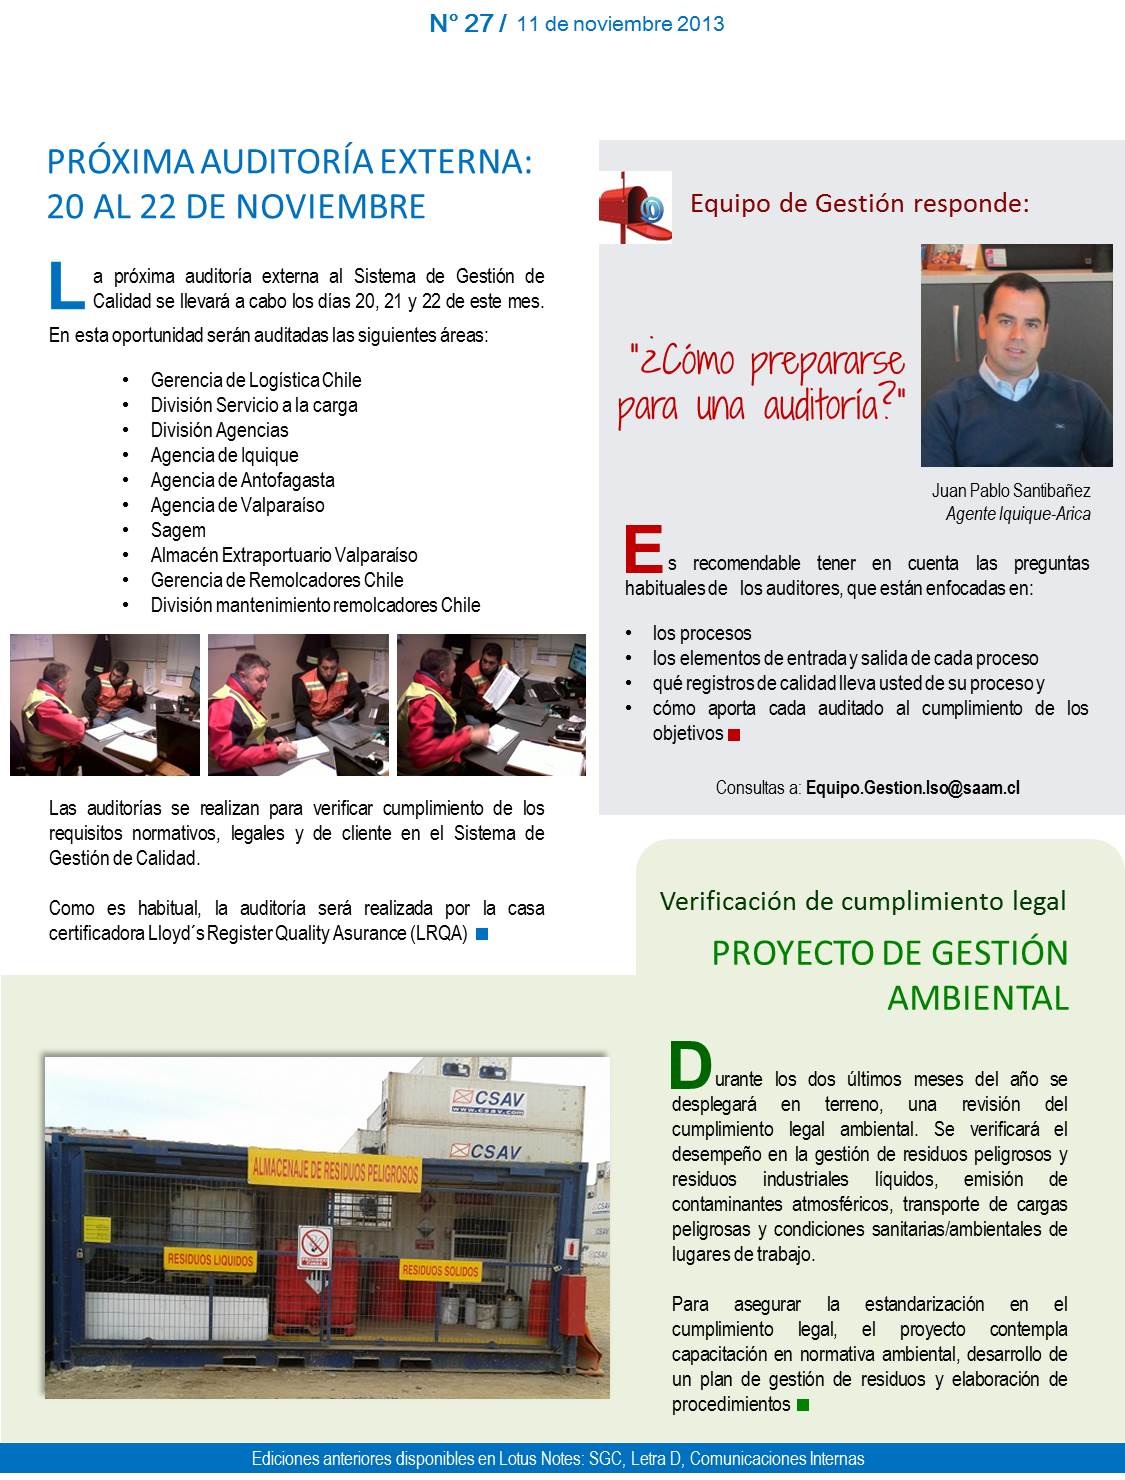 N° 27 / 11 de noviembre 2013
PRÓXIMA AUDITORÍA EXTERNA:
20 AL 22 DE NOVIEMBRE
La próxima auditoría externa al Sistema de Gestión de
Calidad se llevará a cabo los días 20, 21 y 22 de este mes.
En esta oportunidad serán auditadas las siguientes áreas:
• Gerencia de Logística Chile
• División Servicio a la carga
• División Agencias
• Agencia de Iquique
• Agencia de Antofagasta
• Agencia de Valparaíso
• Sagem
• Almacén Extraportuario Valparaíso
• Gerencia de Remolcadores Chile
• División mantenimiento remolcadores Chile
Las auditorías se realizan para verificar cumplimiento de los
requisitos normativos, legales y de cliente en el Sistema de
Gestión de Calidad.
Como es habitual, la auditoría será realizada por la casa
certificadora Lloyd´s Register Quality Asurance (LRQA)
Equipo de Gestión responde:
"¿Cómo prepararse
para una auditoría?"
Juan Pablo Santibañez
Agente Iquique-Arica
Es recomendable tener en cuenta las preguntas
habituales de los auditores, que están enfocadas en:
• los procesos
• los elementos de entrada y salida de cada proceso
• qué registros de calidad lleva usted de su proceso y
• cómo aporta cada auditado al cumplimiento de los
objetivos
Consultas a: Equipo.Gestion.Iso@saam.cl
Verificación de cumplimiento legal
PROYECTO DE GESTIÓN
AMBIENTAL
Durante los dos últimos meses del año se
desplegará en terreno, una revisión del
cumplimiento legal ambiental. Se verificará el
desempeño en la gestión de residuos peligrosos y
residuos industriales líquidos, emisión de
contaminantes atmosféricos, transporte de cargas
peligrosas y condiciones sanitarias/ambientales de
lugares de trabajo.
Para asegurar la estandarización en el
cumplimiento legal, el proyecto contempla
capacitación en normativa ambiental, desarrollo de
un plan de gestión de residuos y elaboración de
procedimientos
CSAV
www.csav.com
CSAV
ALMACENAJE DE RESIDUOS PELIGROSOS
RESIDUOS LIQUIDOS
RESIDUOS SOLIDOS
CSAV
Ediciones anteriores disponibles en Lotus Notes: SGC, Letra D, Comunicaciones Internas